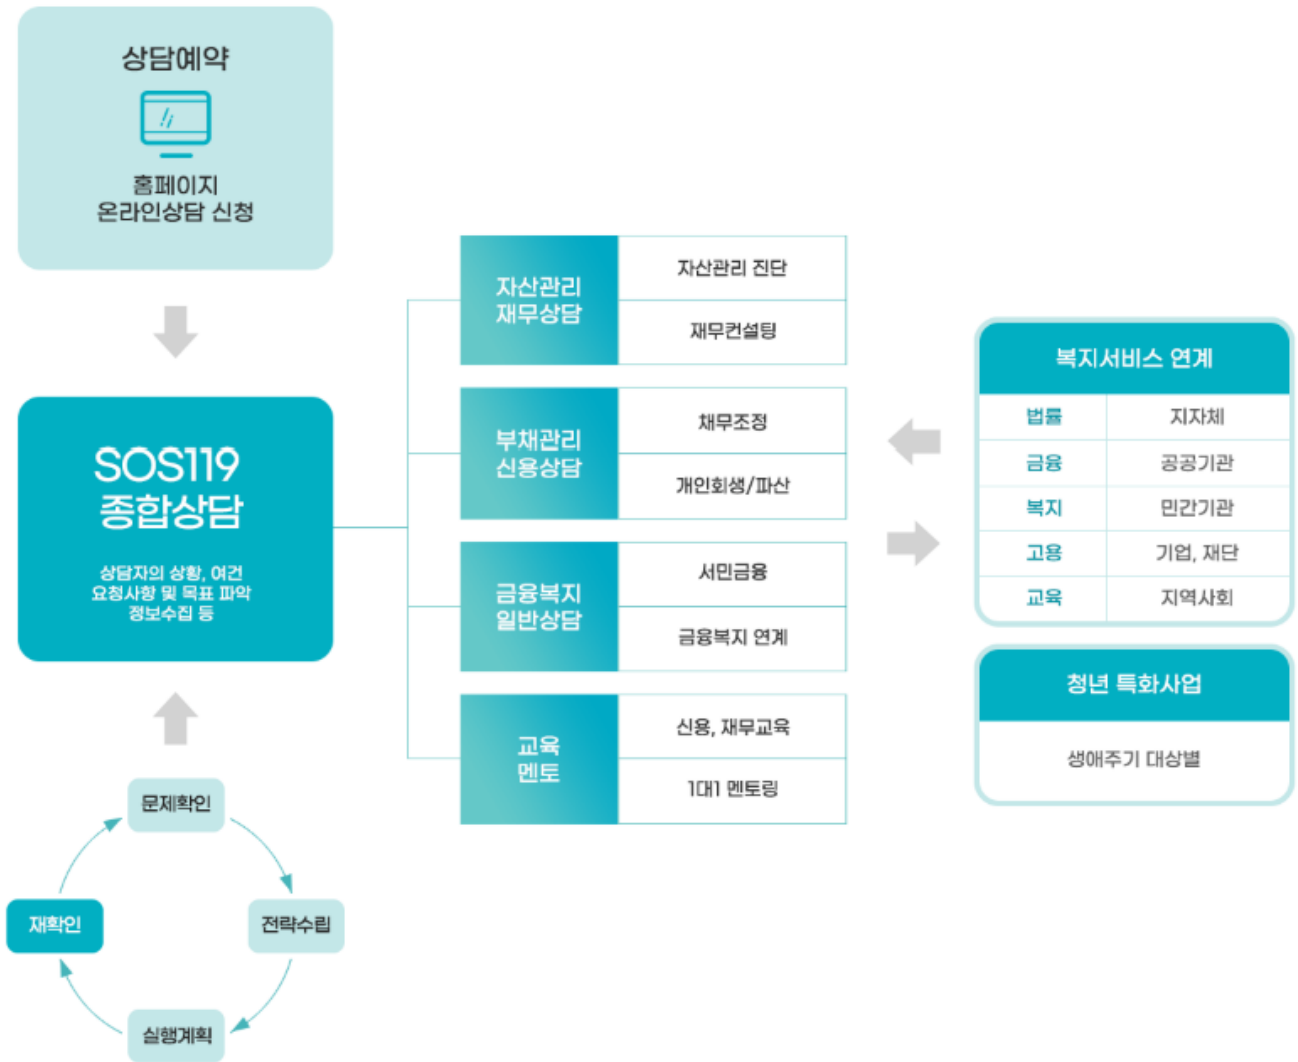 상담예약
홈페이지
온라인상담 신청
SOS119
종합상담
상담자의 상황, 여건
요청사항 및 목표 파악
정보수집 등
문제확인
전략수립
실행계획
재확인
자산관리
재무상담
자산관리 진단
재무컨설팅
부채관리
신용상담
채무조정
개인회생/파산
금융복지
일반상담
서민금융
금융복지 연계
교육
멘토
신용, 재무교육
1대1 멘토링
복지서비스 연계
법률 지자체
금융 공공기관
복지 민간기관
고용 기업, 재단
교육 지역사회
청년 특화사업
생애주기 대상별